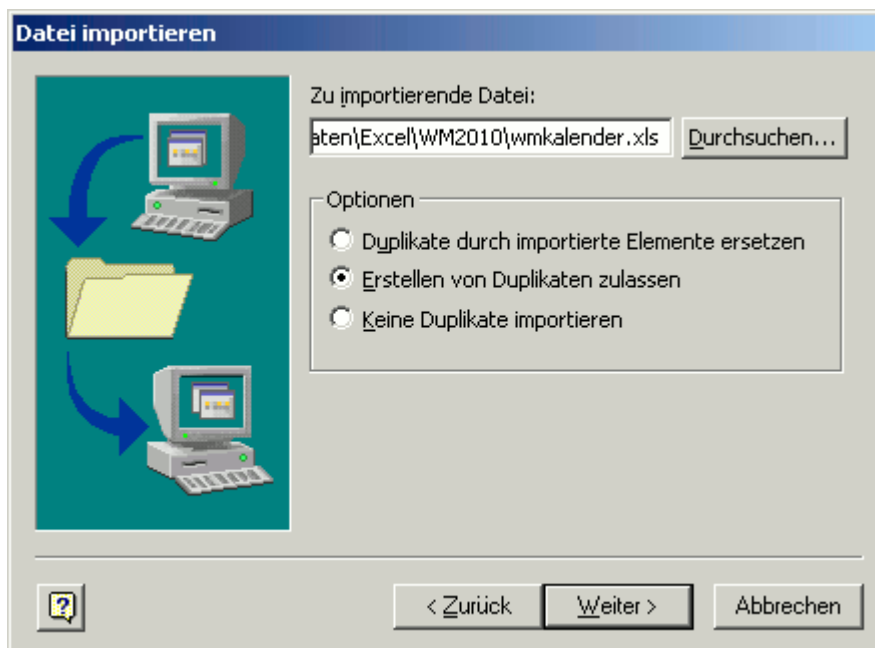 Datei importieren
Zu importierende Datei:
aten\Excel\WM2010\wmkalender.xls
Durchsuchen...
Optionen
Duplikate durch importierte Elemente ersetzen
Erstellen von Duplikaten zulassen
Keine Duplikate importieren
?
< Zurück
Weiter >
Abbrechen